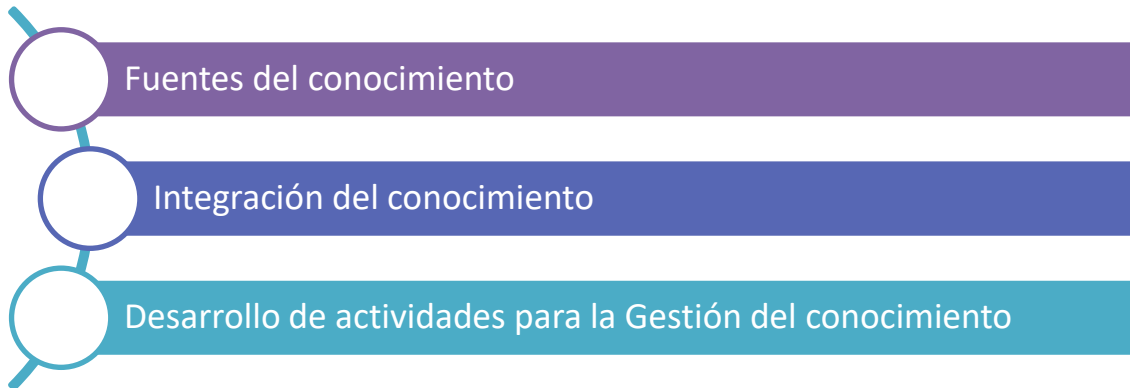 Fuentes del conocimiento
Integración del conocimiento
Desarrollo de actividades para la Gestión del conocimiento